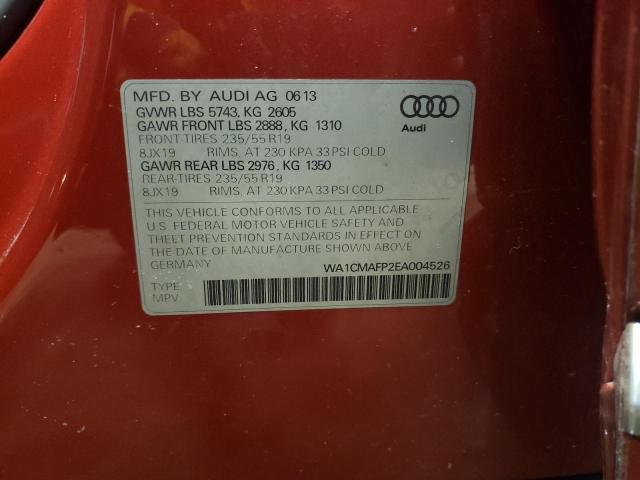 MFD. BY AUDI AG 06 13
GVWR LBS 5743, KG 2605
GAWR FRONT LBS 2888, KG 1310
FRONT-TIRES 235/55 R19
8JX19 RIMS, AT 230 KPA 33 PSI COLD
GAWR REAR LBS 2976, KG 1350
REAR-TIRES 235/55 R19
8JX19 RIMS, AT 230 KPA 33 PSI COLD
Audi
THIS VEHICLE CONFORMS TO ALL APPLICABLE
U.S. FEDERAL MOTOR VEHICLE SAFETY AND
THEFT PREVENTION STANDARDS IN EFFECT ON
THE DATE OF MANUFACTURE SHOWN ABOVE
GERMANY WA1CMAFP2EA004526
TYPE:
MPV